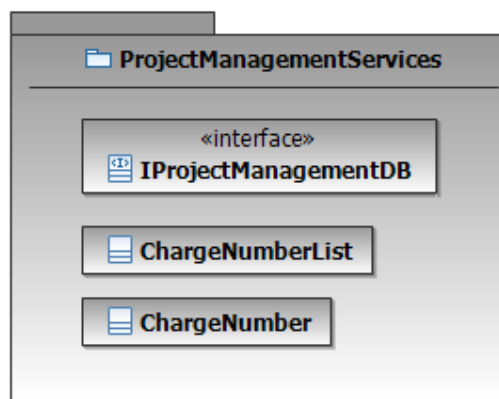 ProjectManagementServices
«interface»
IProjectManagementDB
ChargeNumberList
ChargeNumber